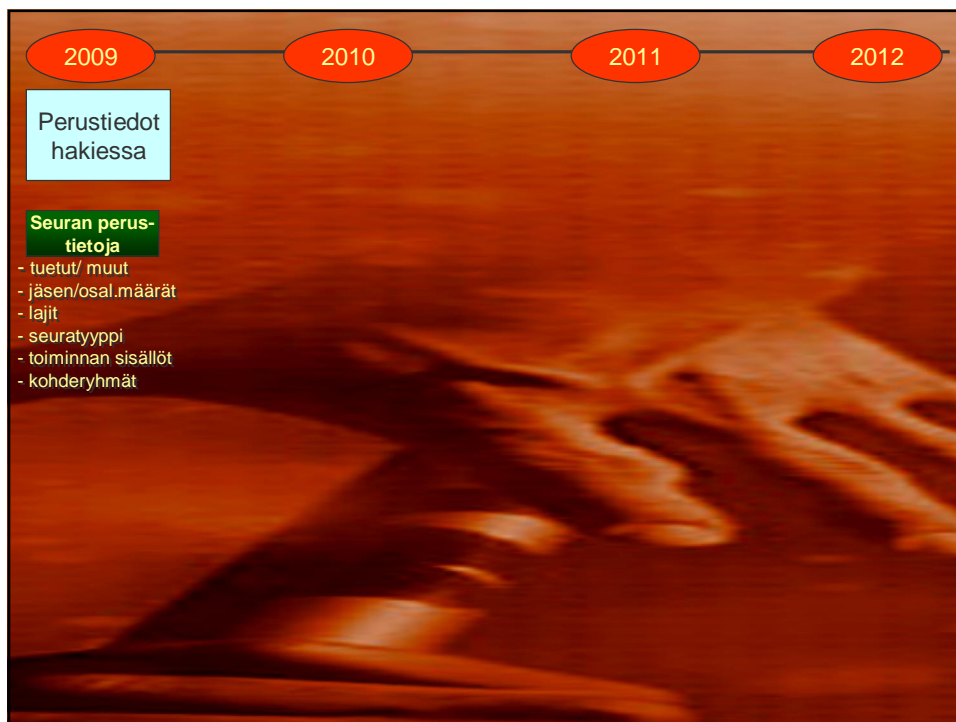 2009 2010 2011 2012
Perustiedot
hakiessa
Seuran perus-
tietoja
- tuetut/ muut
- jäsen/osal.määrät
- lajit
- seuratyyppi
- toiminnan sisällöt
- kohderyhmät